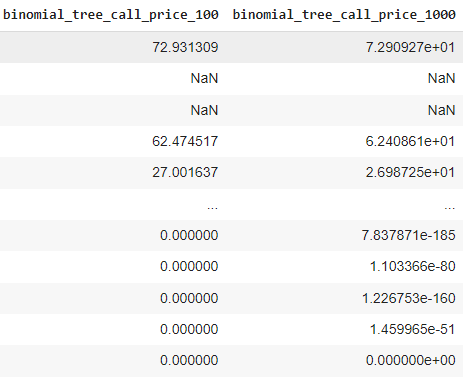 binomial_tree_call_price_100 binomial_tree_call_price_1000
72.931309 7.290927e+01
NaN NaN
NaN NaN
62.474517 6.240861e+01
27.001637 2.698725e+01
... ...
0.000000 7.837871e-185
0.000000 1.103366e-80
0.000000 1.226753e-160
0.000000 1.459965e-51
0.000000 0.000000e+00